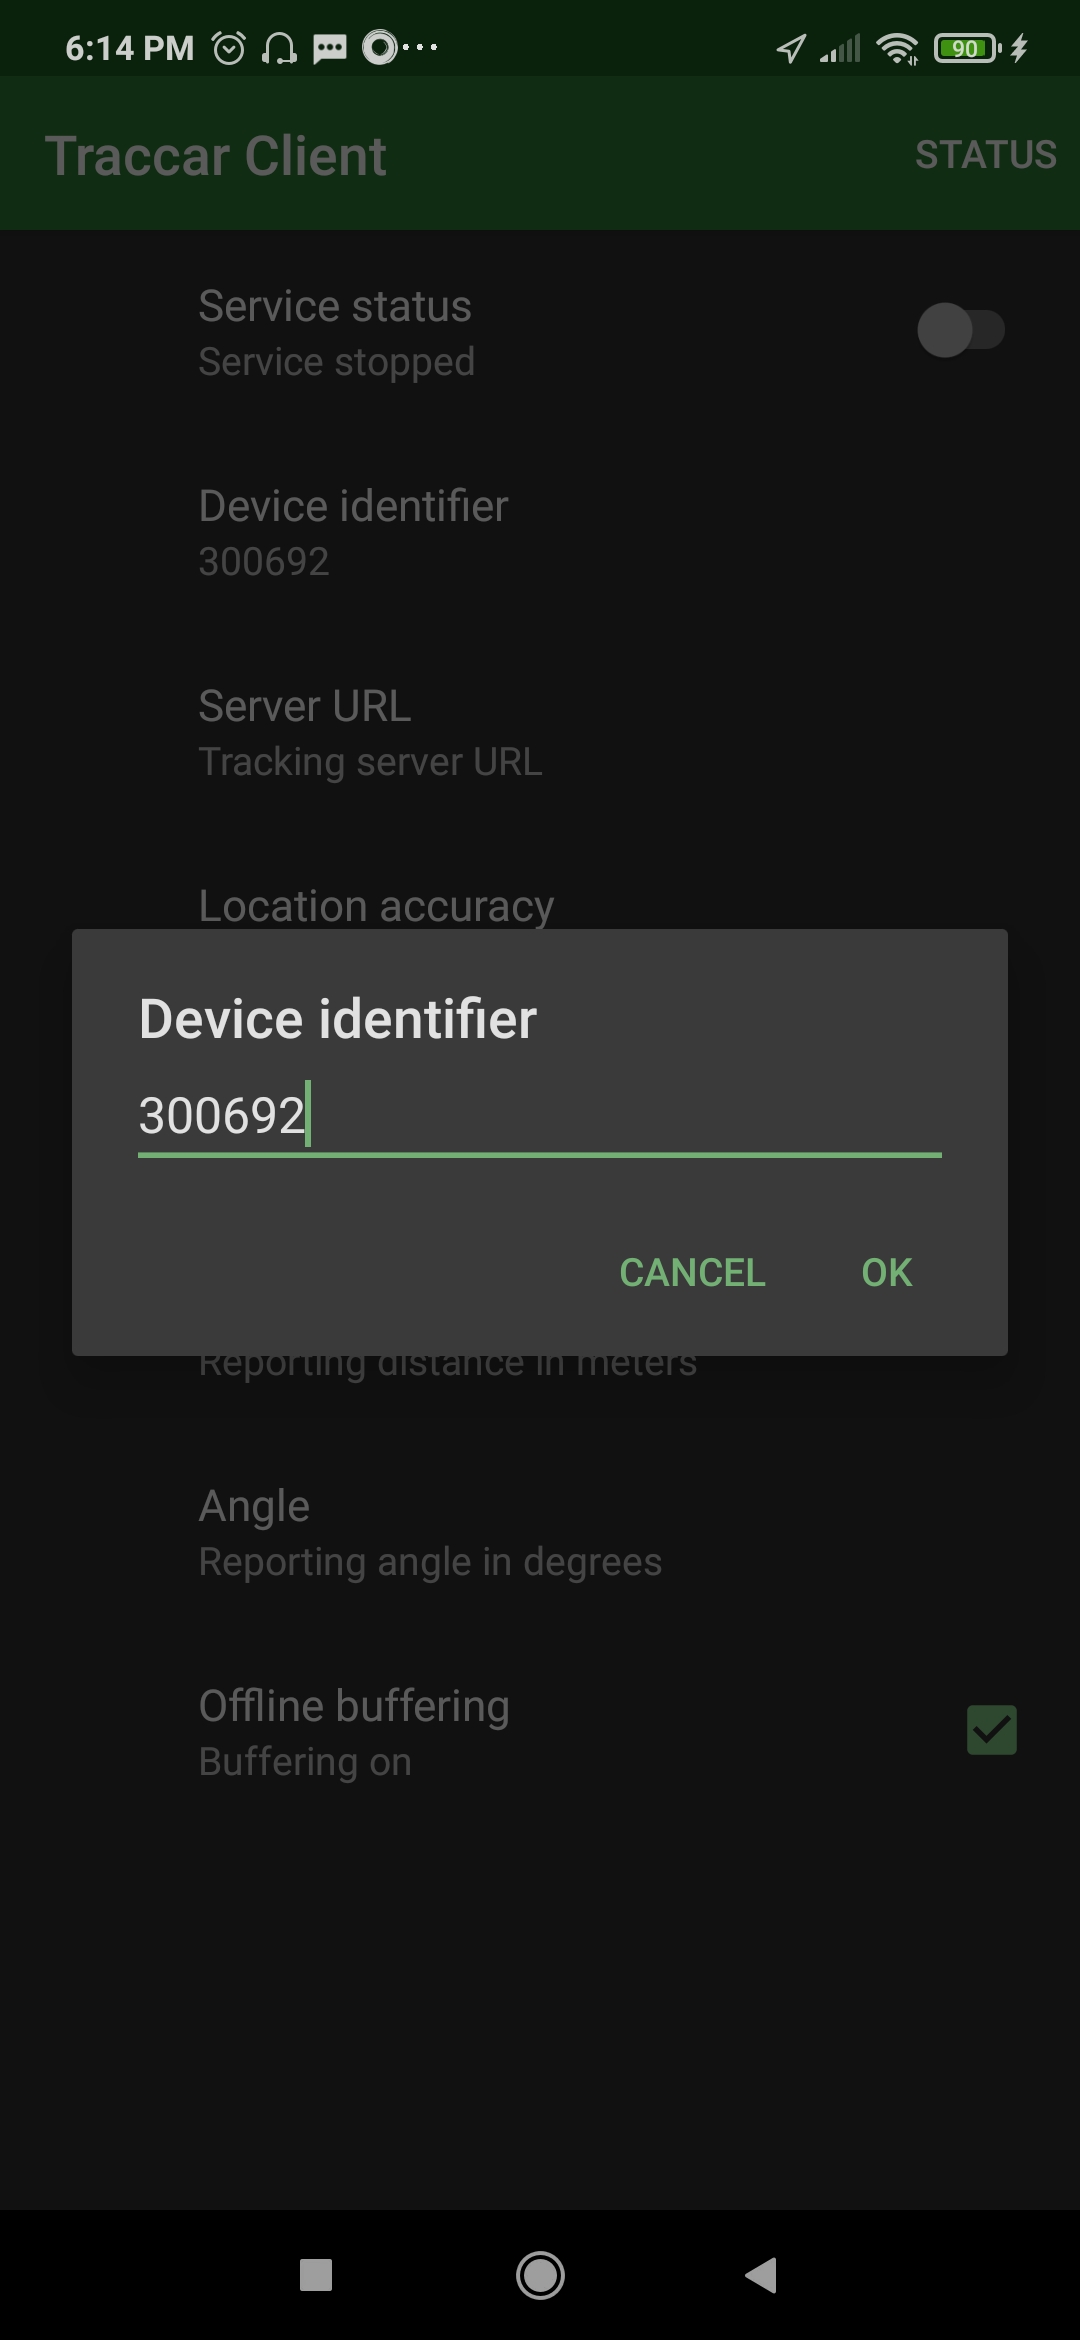 6:14 PM
90
Traccar Client
STATUS
Service status
Service stopped
Device identifier
300692
Server URL
Tracking server URL
Location accuracy
Device identifier
300692
CANCEL
OK
Reporting distance in meters
Angle
Reporting angle in degrees
Offline buffering
Buffering on